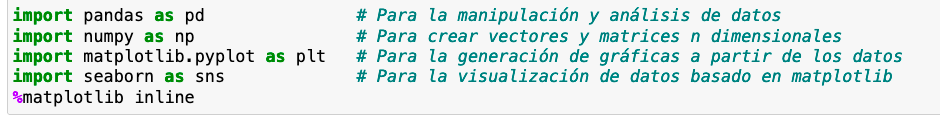 import pandas as pd # Para la manipulación y análisis de datos
import numpy as np # Para crear vectores y matrices n dimensionales
import matplotlib.pyplot as plt # Para la generación de gráficas a partir de los datos
import seaborn as sns # Para la visualización de datos basado en matplotlib
%matplotlib inline